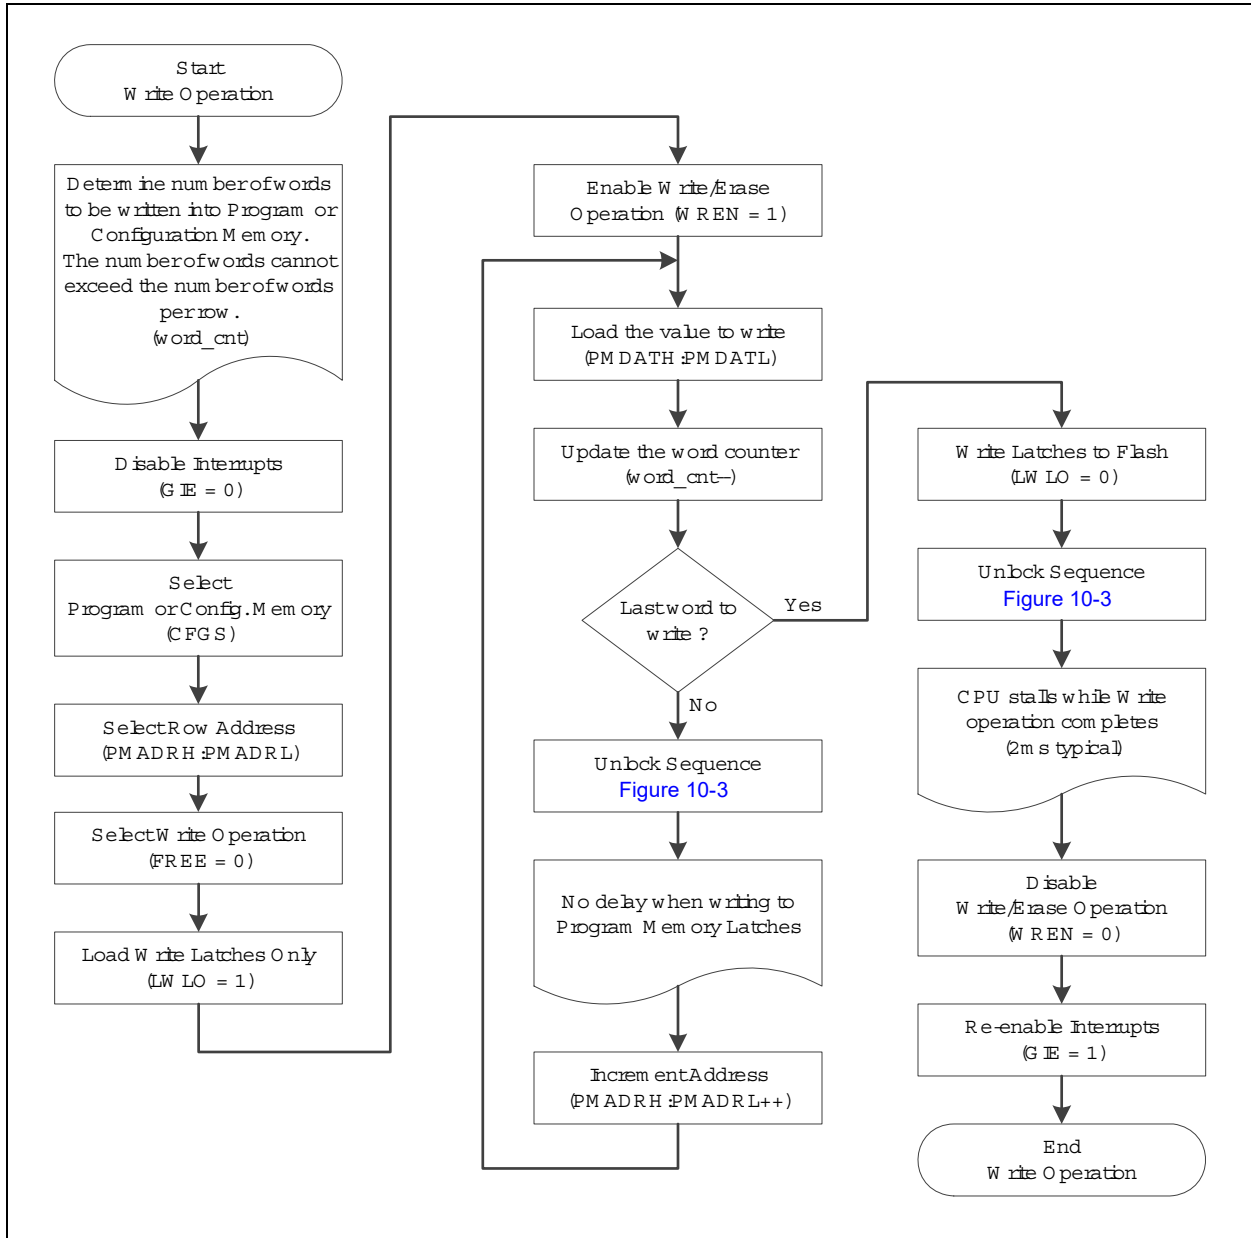 Start
Write Operation
Determine number of words
to be written into Program or
Configuration Memory.
The number of words cannot
exceed the number of words
per row.
(word_cnt)
Disable Interrupts
(GIE = 0)
Select
Program or Config. Memory
(CFGS)
Select Row Address
(PMADRH:PMADRL)
Select Write Operation
(FREE = 0)
Load Write Latches Only
(LWLO = 1)
Enable Write/Erase
Operation (WREN = 1)
Load the value to write
(PMDATH:PMDATL)
Update the word counter
(word_cnt--)
Last word to
write ?
Yes
No
Unlock Sequence
Figure 10-3
No delay when writing to
Program Memory Latches
Increment Address
(PMADRH:PMADRL++)
Write Latches to Flash
(LWLO = 0)
Unlock Sequence
Figure 10-3
CPU stalls while Write
operation completes
(2ms typical)
Disable
Write/Erase Operation
(WREN = 0)
Re-enable Interrupts
(GIE = 1)
End
Write Operation